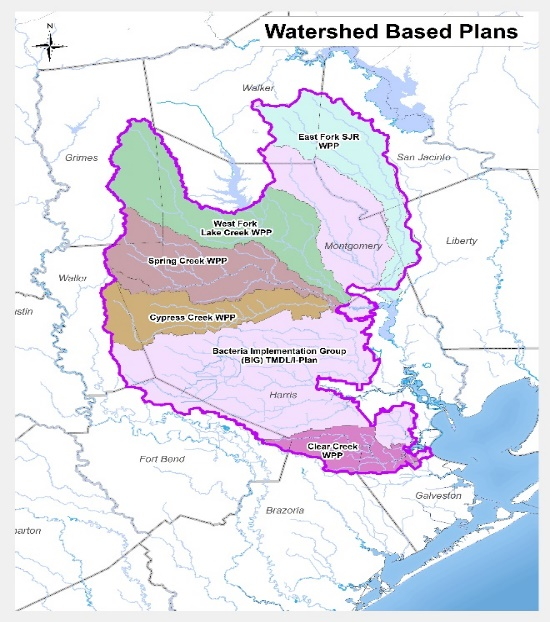 Watershed Based Plans
N
Walker
East Fork SJR
WPP
Grimes
San Jacinto
West Fork
Lake Creek WPP
Montgomery
Liberty
Spring Creek WPP
Waller
Cypress Creek WPP
stin
Bacteria Implementation Group
(BIG) TMDL/I-Plan
Harris
Clear Creek
WPP
Fort Bend
Galveston
Brazoria
arton